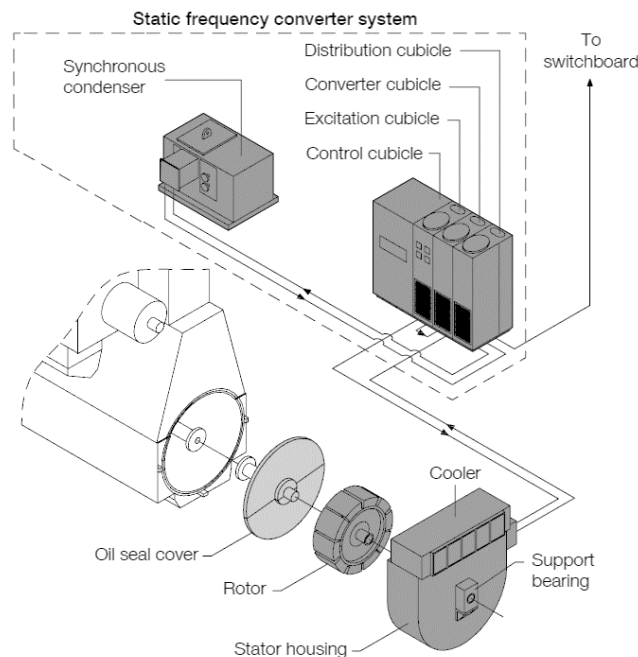 Static frequency converter system
Synchronous
condenser
Distribution cubicle
Converter cubicle
Excitation cubicle
Control cubicle
To
switchboard
Oil seal cover
Rotor
Cooler
Support
bearing
Stator housing